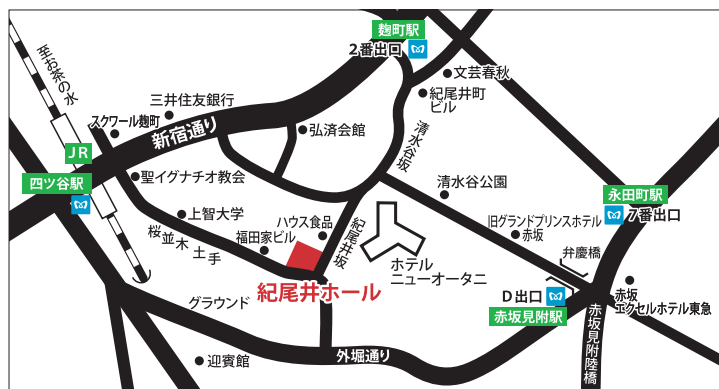 至お茶の水
麹町駅
2番出口
文芸春秋
紀尾井町
ビル
三井住友銀行
スクワール麹町
新宿通り
弘済会館
清水谷坂
JR
四ツ谷駅
聖イグナチオ教会
清水谷公園
永田町駅
7番出口
上智大学
ハウス食品
福田家ビル
紀尾井坂
旧グランドプリンスホテル
赤坂
桜並木土手
ホテル
ニューオータニ
弁慶橋
紀尾井ホール
グラウンド
D出口
赤坂見附駅
赤坂
エクセルホテル東急
外堀通り
迎賓館
赤坂見附陸橋